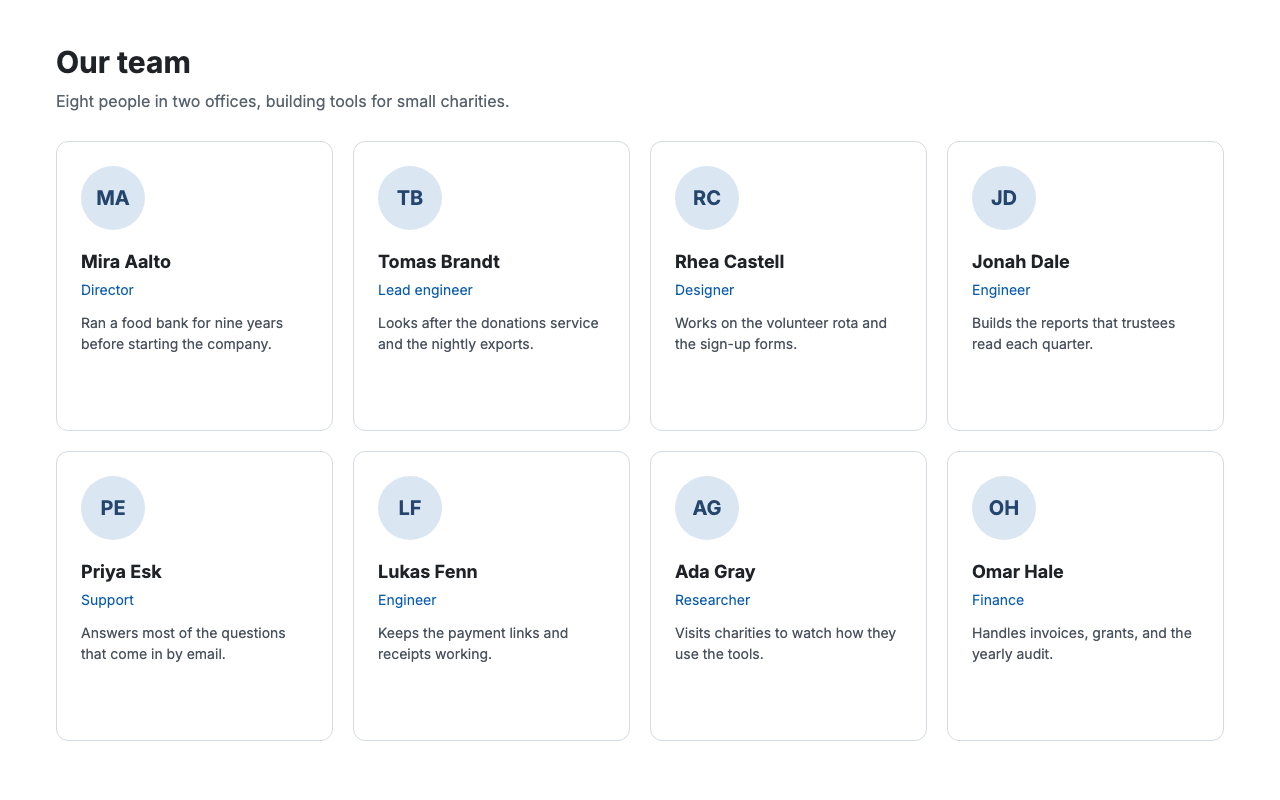 Our team
Eight people in two offices, building tools for small charities.
MA
Mira Aalto
Director
Ran a food bank for nine years
before starting the company.
TB
Tomas Brandt
Lead engineer
Looks after the donations service
and the nightly exports.
RC
Rhea Castell
Designer
Works on the volunteer rota and
the sign-up forms.
JD
Jonah Dale
Engineer
Builds the reports that trustees
read each quarter.
PE
Priya Esk
Support
Answers most of the questions
that come in by email.
LF
Lukas Fenn
Engineer
Keeps the payment links and
receipts working.
AG
Ada Gray
Researcher
Visits charities to watch how they
use the tools.
OH
Omar Hale
Finance
Handles invoices, grants, and the
yearly audit.